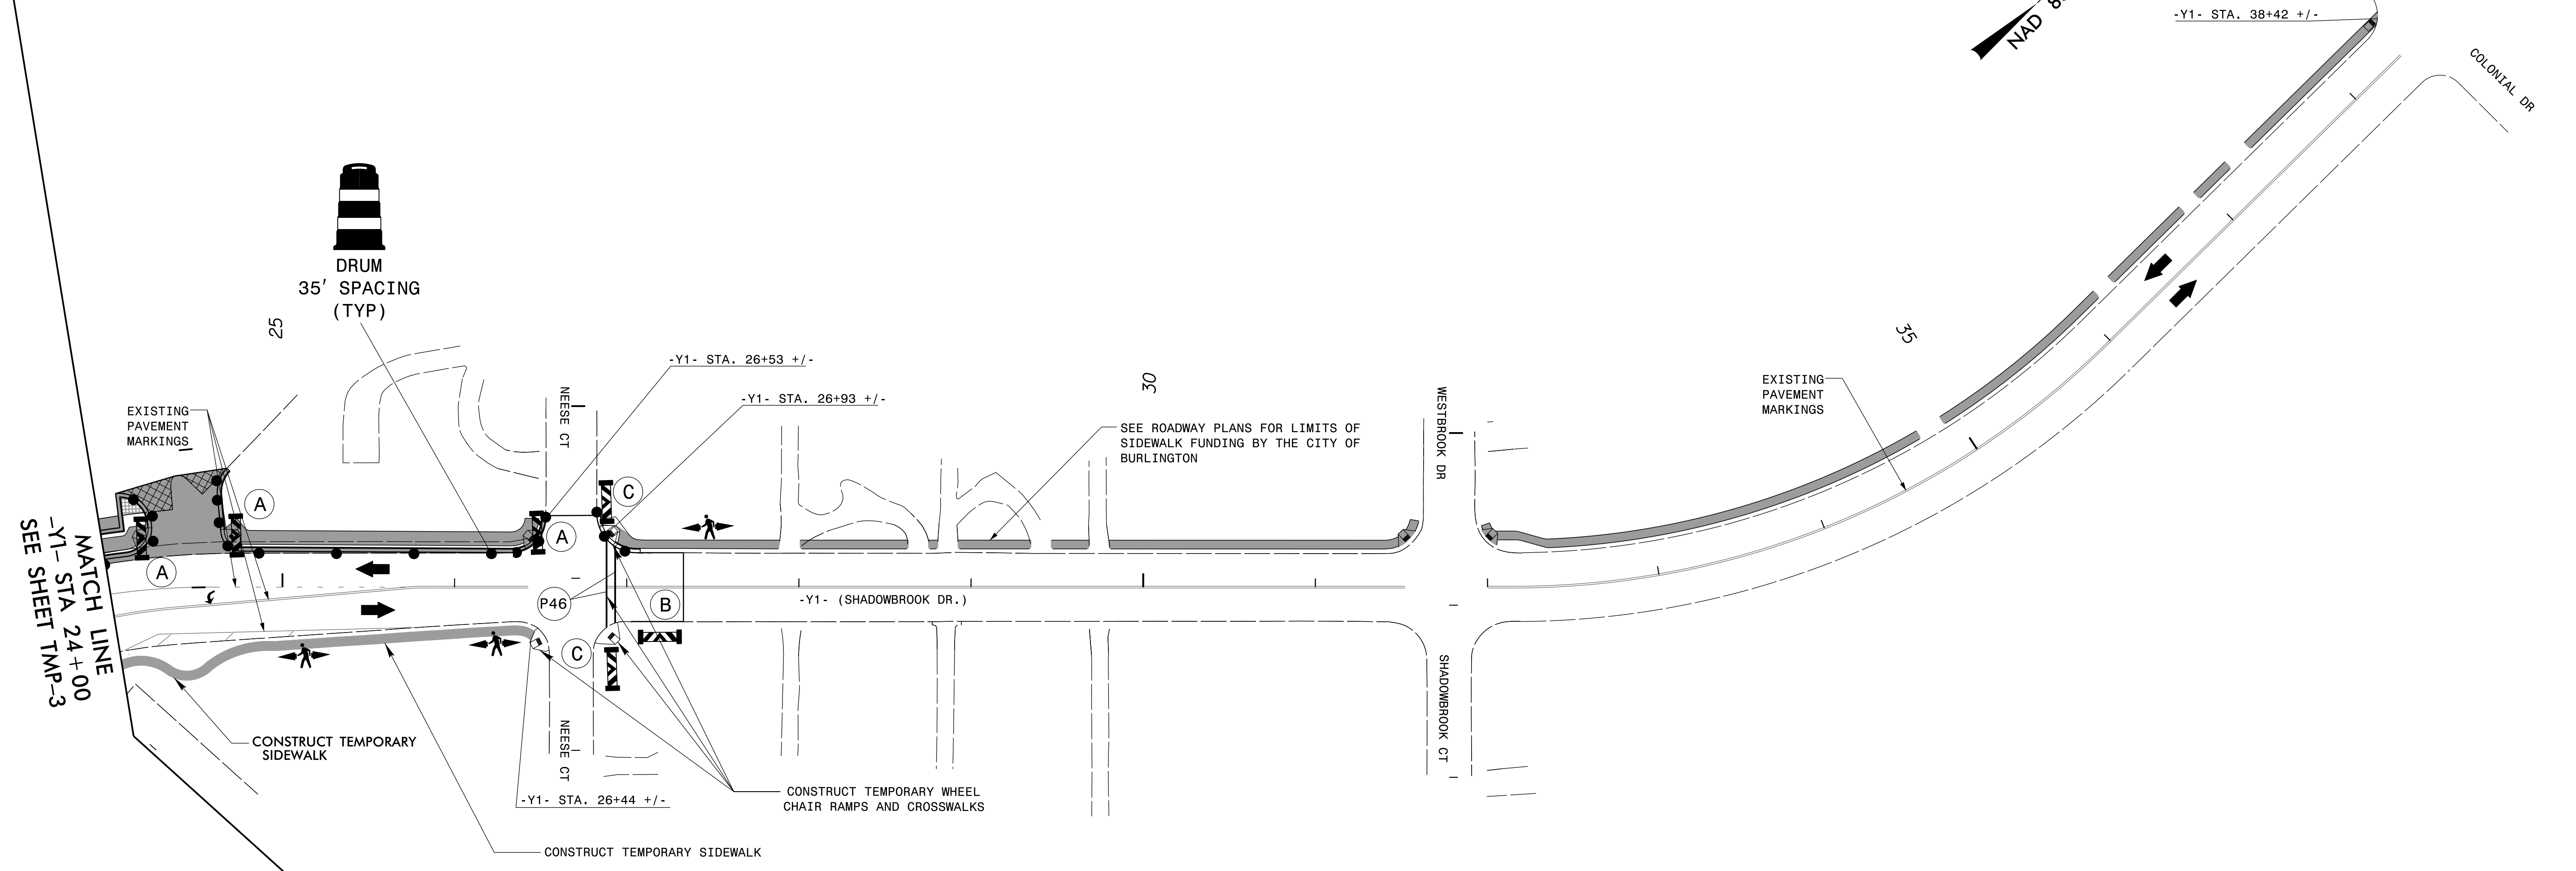 -Y1- STA. 38+42 +/-
NAD 8
COLONIAL DR
DRUM
35' SPACING
(TYP)
25
-Y1- STA. 26+53 +/-
-Y1- STA. 26+93 +/-
30
35
EXISTING
PAVEMENT
MARKINGS
EXISTING
PAVEMENT
MARKINGS
NEESE CT
WESTBROOK DR
SEE ROADWAY PLANS FOR LIMITS OF
SIDEWALK FUNDING BY THE CITY OF
BURLINGTON
A
C
A
A
MATCH LINE
-Y1- STA 24+00
SEE SHEET TMP-3
P46
B
-Y1- (SHADOWBROOK DR.)
C
SHADOWBROOK CT
NEESE CT
CONSTRUCT TEMPORARY
SIDEWALK
-Y1- STA. 26+44 +/-
CONSTRUCT TEMPORARY WHEEL
CHAIR RAMPS AND CROSSWALKS
CONSTRUCT TEMPORARY SIDEWALK